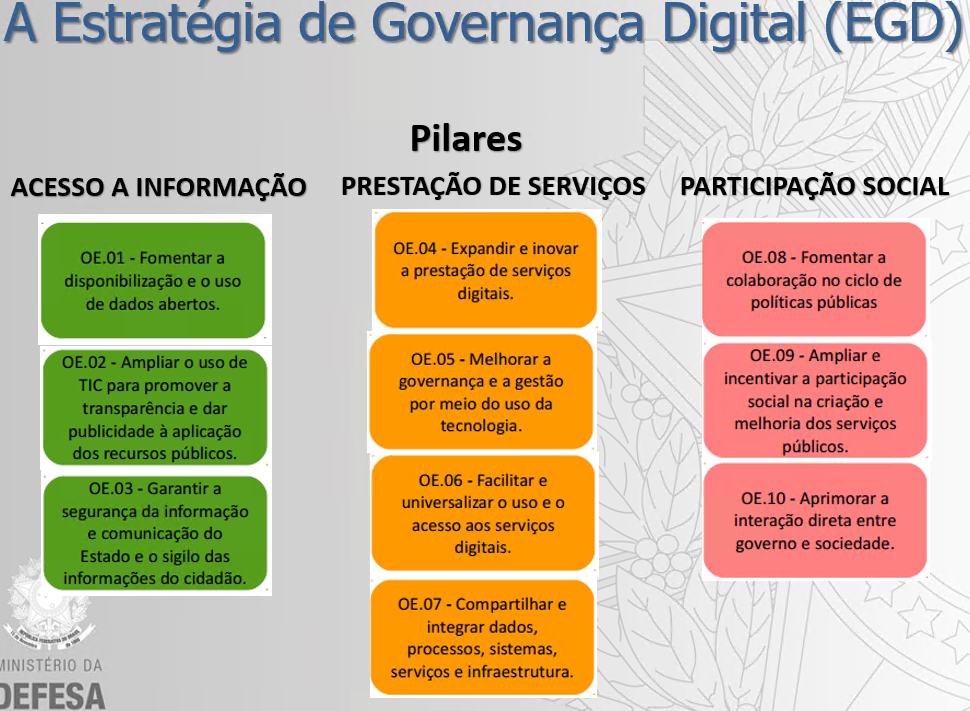 A Estratégia de Governança Digital (EGD)
Pilares
ACESSO A INFORMAÇÃO
OE.01 - Fomentar a
disponibilização e o uso
de dados abertos.
OE.02 - Ampliar o uso de
TIC para promover a
transparência e dar
publicidade à aplicação
dos recursos públicos.
OE.03 - Garantir a
segurança da informação
e comunicação do
Estado e o sigilo das
informações do cidadão.
PRESTAÇÃO DE SERVIÇOS
OE.04 - Expandir e inovar
a prestação de serviços
digitais.
OE.05 - Melhorar a
governança e a gestão
por meio do uso da
tecnologia.
OE.06 - Facilitar e
universalizar o uso e o
acesso aos serviços
digitais.
OE.07 - Compartilhar e
integrar dados,
processos, sistemas,
serviços e infraestrutura.
PARTICIPAÇÃO SOCIAL
OE.08 - Fomentar a
colaboração no ciclo de
políticas públicas
OE.09 - Ampliar e
incentivar a participação
social na criação e
melhoria dos serviços
públicos.
OE.10 - Aprimorar a
interação direta entre
governo e sociedade.
MINISTÉRIO DA
DEFESA